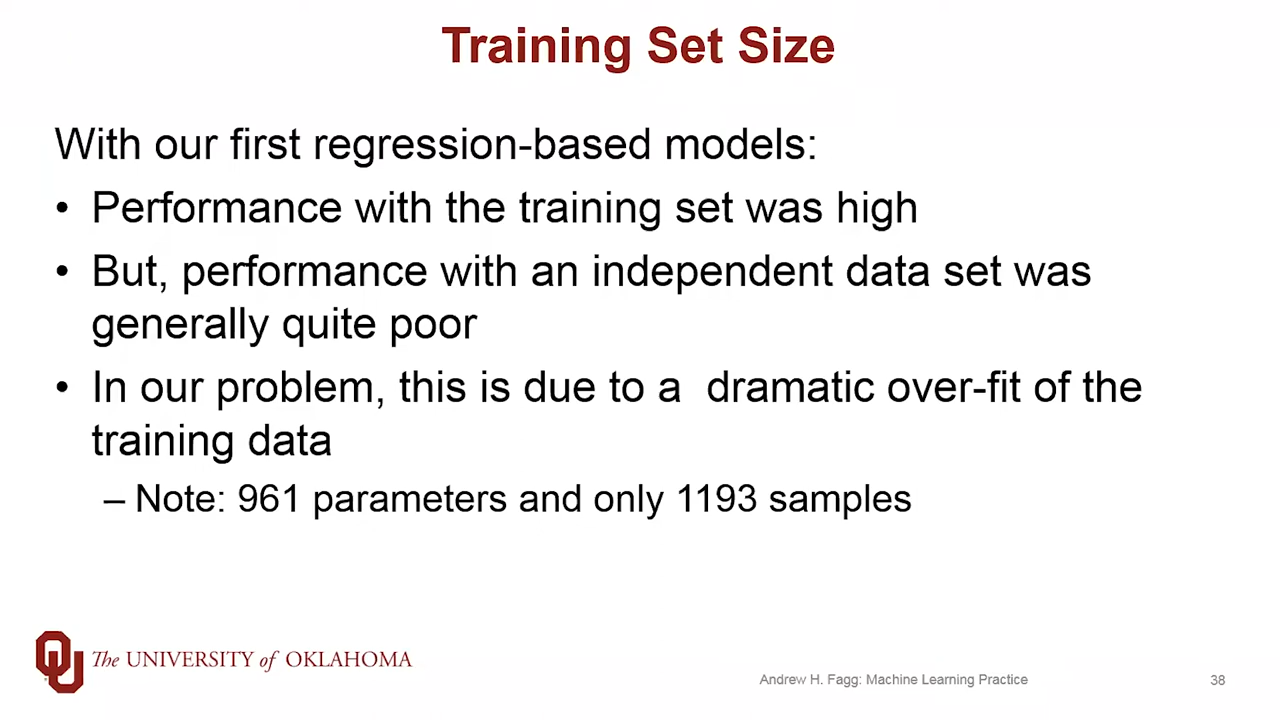 Training Set Size
With our first regression-based models:
• Performance with the training set was high
• But, performance with an independent data set was
generally quite poor
• In our problem, this is due to a  dramatic over-fit of the
training data
– Note: 961 parameters and only 1193 samples
The UNIVERSITY of OKLAHOMA
Andrew H. Fagg: Machine Learning Practice
38